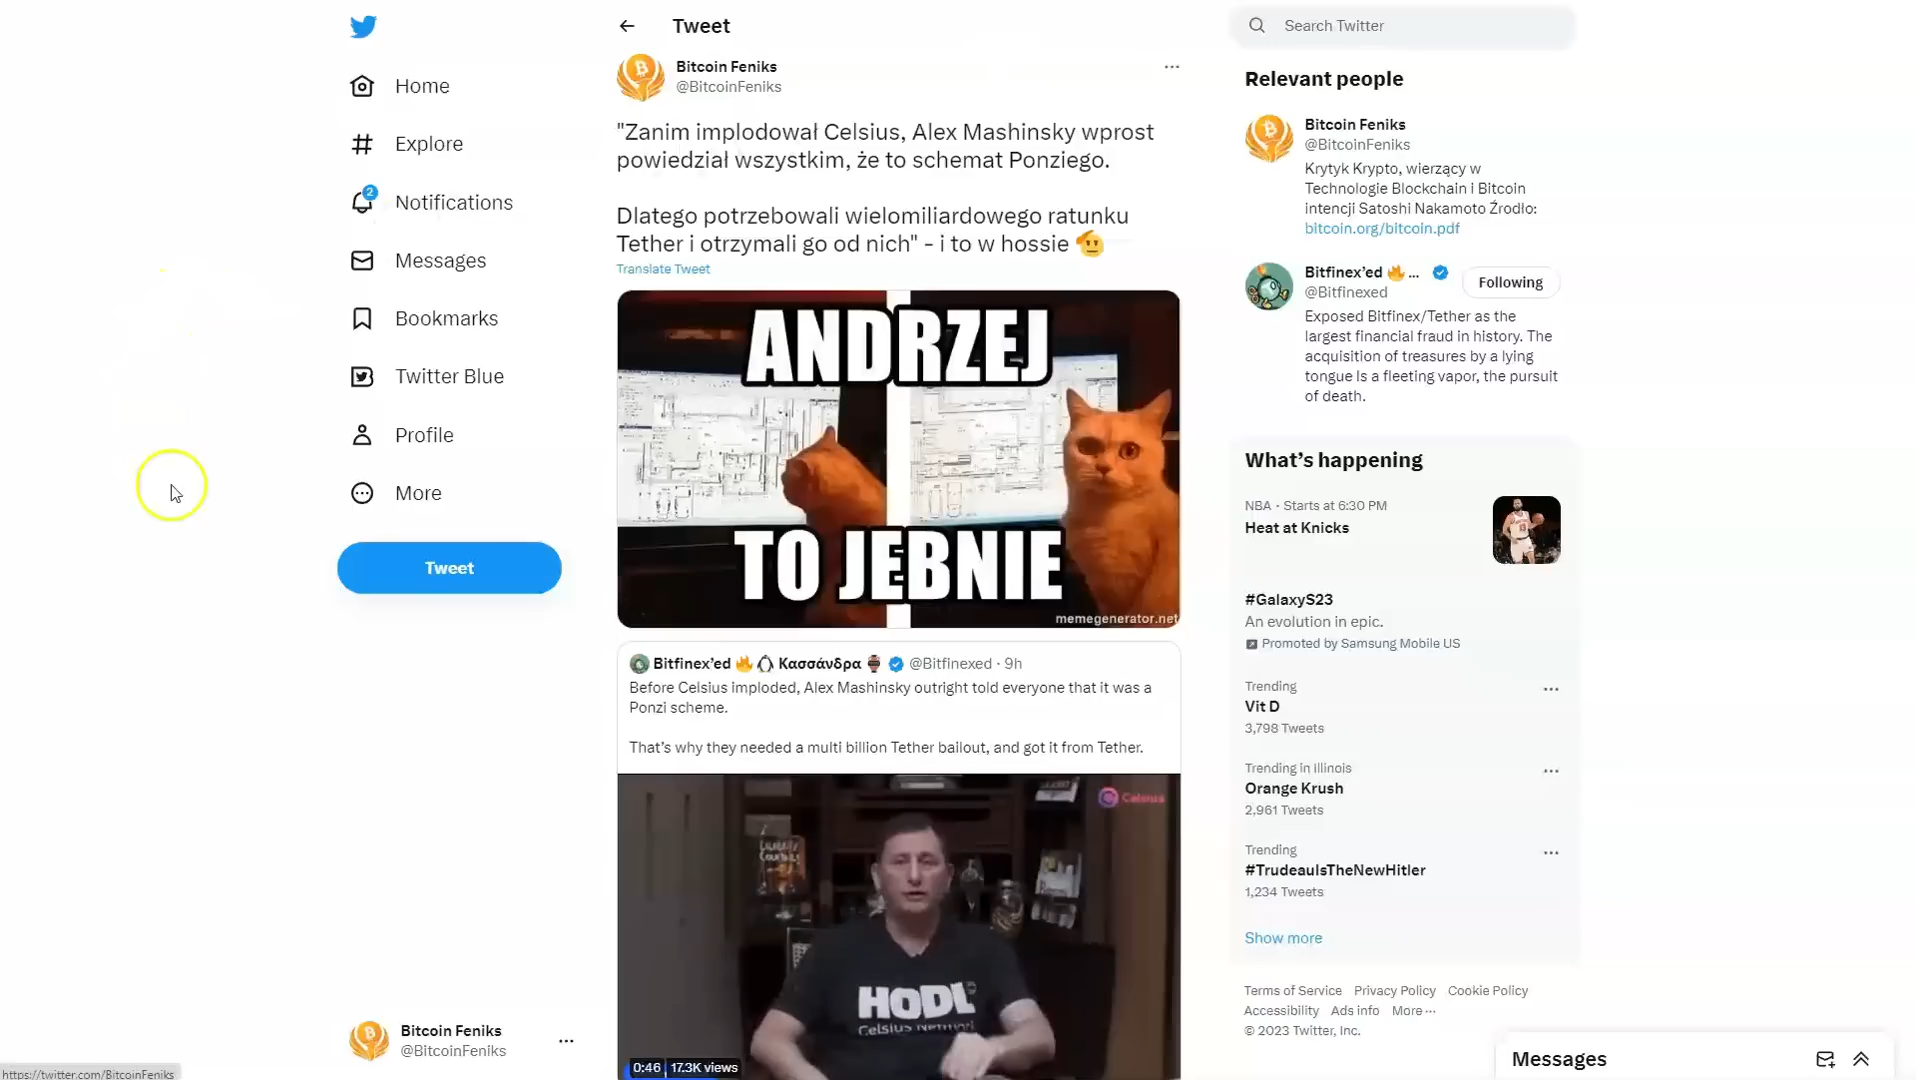 Home
Explore
2
Notifications
Messages
Bookmarks
Twitter Blue
Profile
More
Tweet
Bitcoin Feniks
@BitcoinFeniks
https://twitter.com/BitcoinFeniks
Tweet
Bitcoin Feniks
@BitcoinFeniks
"Zanim implodował Celsius, Alex Mashinsky wprost
powiedział wszystkim, że to schemat Ponziego.
Dlatego potrzebowali wielomiliardowego ratunku
Tether i otrzymali go od nich" - i to w hossie 🫡
Translate Tweet
ANDRZEJ
TO JEBNIE
memegenerator.net
Bitfinex’ed 🔥🐧 Κασσάνδρα 🏺 @Bitfinexed · 9h
Before Celsius imploded, Alex Mashinsky outright told everyone that it was a
Ponzi scheme.
That’s why they needed a multi billion Tether bailout, and got it from Tether.
Celsius
HODL
Celsius Network
0:46 17.3K views
Search Twitter
Relevant people
Bitcoin Feniks
@BitcoinFeniks
Krytyk Krypto, wierzący w
Technologie Blockchain i Bitcoin
intencji Satoshi Nakamoto Źrodło:
bitcoin.org/bitcoin.pdf
Bitfinex’ed 🔥 ...
@Bitfinexed
Following
Exposed Bitfinex/Tether as the
largest financial fraud in history. The
acquisition of treasures by a lying
tongue Is a fleeting vapor, the pursuit
of death.
What’s happening
NBA · Starts at 6:30 PM
Heat at Knicks
#GalaxyS23
An evolution in epic.
Promoted by Samsung Mobile US
Trending
Vit D
3,798 Tweets
Trending in Illinois
Orange Krush
2,961 Tweets
Trending
#TrudeauIsTheNewHitler
1,234 Tweets
Show more
Terms of Service Privacy Policy Cookie Policy
Accessibility Ads info More ···
© 2023 Twitter, Inc.
Messages